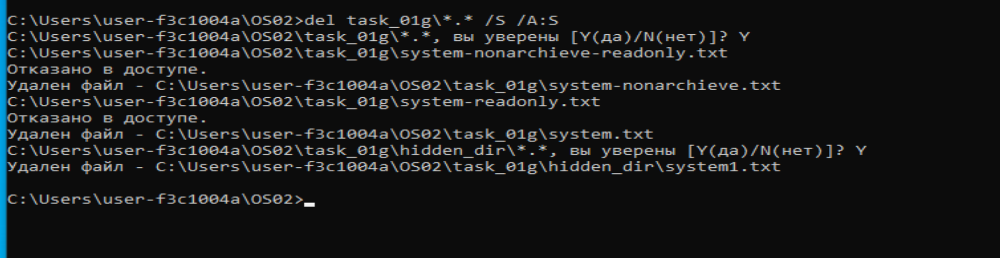 C:\Users\user-f3c1004a\OS02>del task_01g\*.* /S /A:S
C:\Users\user-f3c1004a\OS02\task_01g\*.*, вы уверены [Y(да)/N(нет)]? Y
C:\Users\user-f3c1004a\OS02\task_01g\system-nonarchieve-readonly.txt
Отказано в доступе.
Удален файл - C:\Users\user-f3c1004a\OS02\task_01g\system-nonarchieve.txt
C:\Users\user-f3c1004a\OS02\task_01g\system-readonly.txt
Отказано в доступе.
Удален файл - C:\Users\user-f3c1004a\OS02\task_01g\system.txt
C:\Users\user-f3c1004a\OS02\task_01g\hidden_dir\*.*, вы уверены [Y(да)/N(нет)]? Y
Удален файл - C:\Users\user-f3c1004a\OS02\task_01g\hidden_dir\system1.txt
C:\Users\user-f3c1004a\OS02>